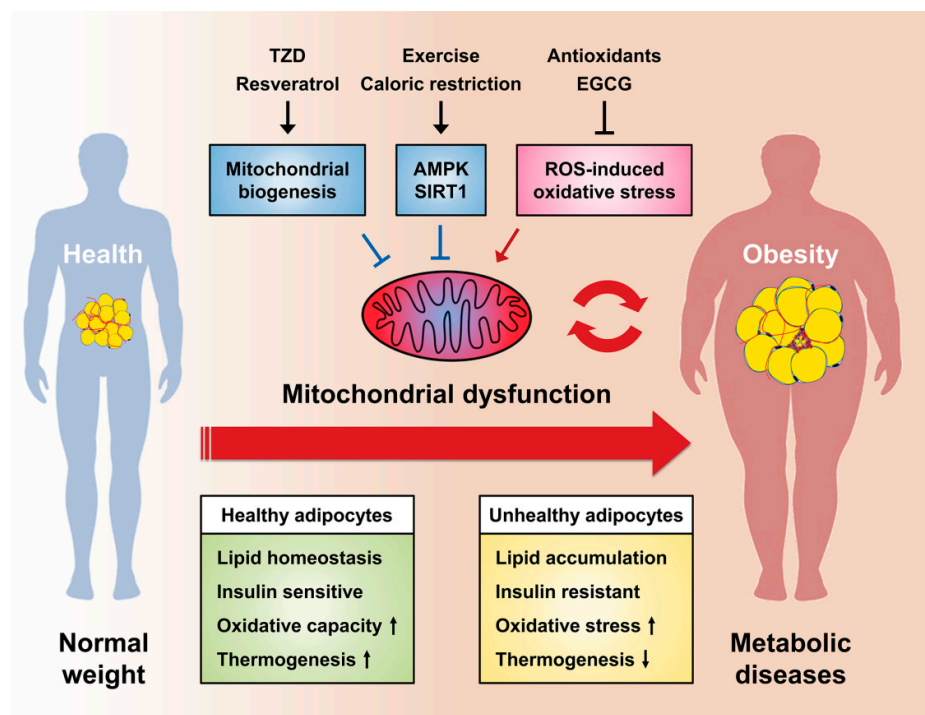 TZD
Resveratrol
Exercise
Caloric restriction
Antioxidants
EGCG
Mitochondrial
biogenesis
AMPK
SIRT1
ROS-induced
oxidative stress
Health
Obesity
Mitochondrial dysfunction
Healthy adipocytes
Lipid homeostasis
Insulin sensitive
Oxidative capacity ↑
Thermogenesis ↑
Unhealthy adipocytes
Lipid accumulation
Insulin resistant
Oxidative stress ↑
Thermogenesis ↓
Normal
weight
Metabolic
diseases